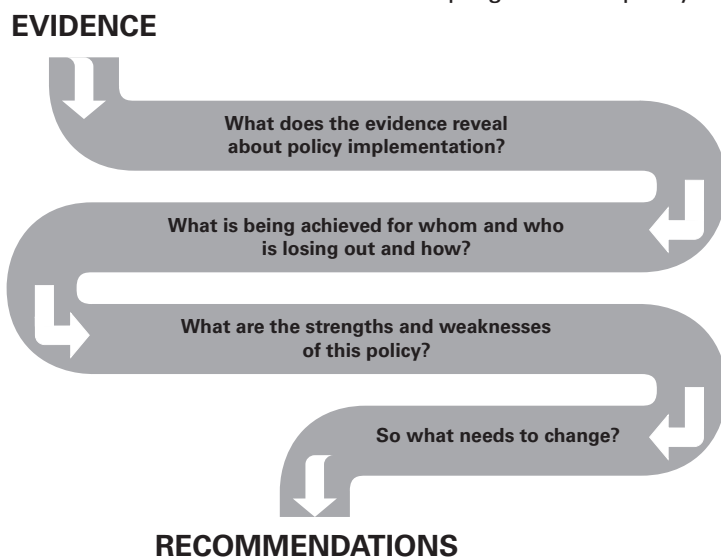 EVIDENCE
What does the evidence reveal
about policy implementation?
What is being achieved for whom and who
is losing out and how?
What are the strengths and weaknesses
of this policy?
So what needs to change?
RECOMMENDATIONS